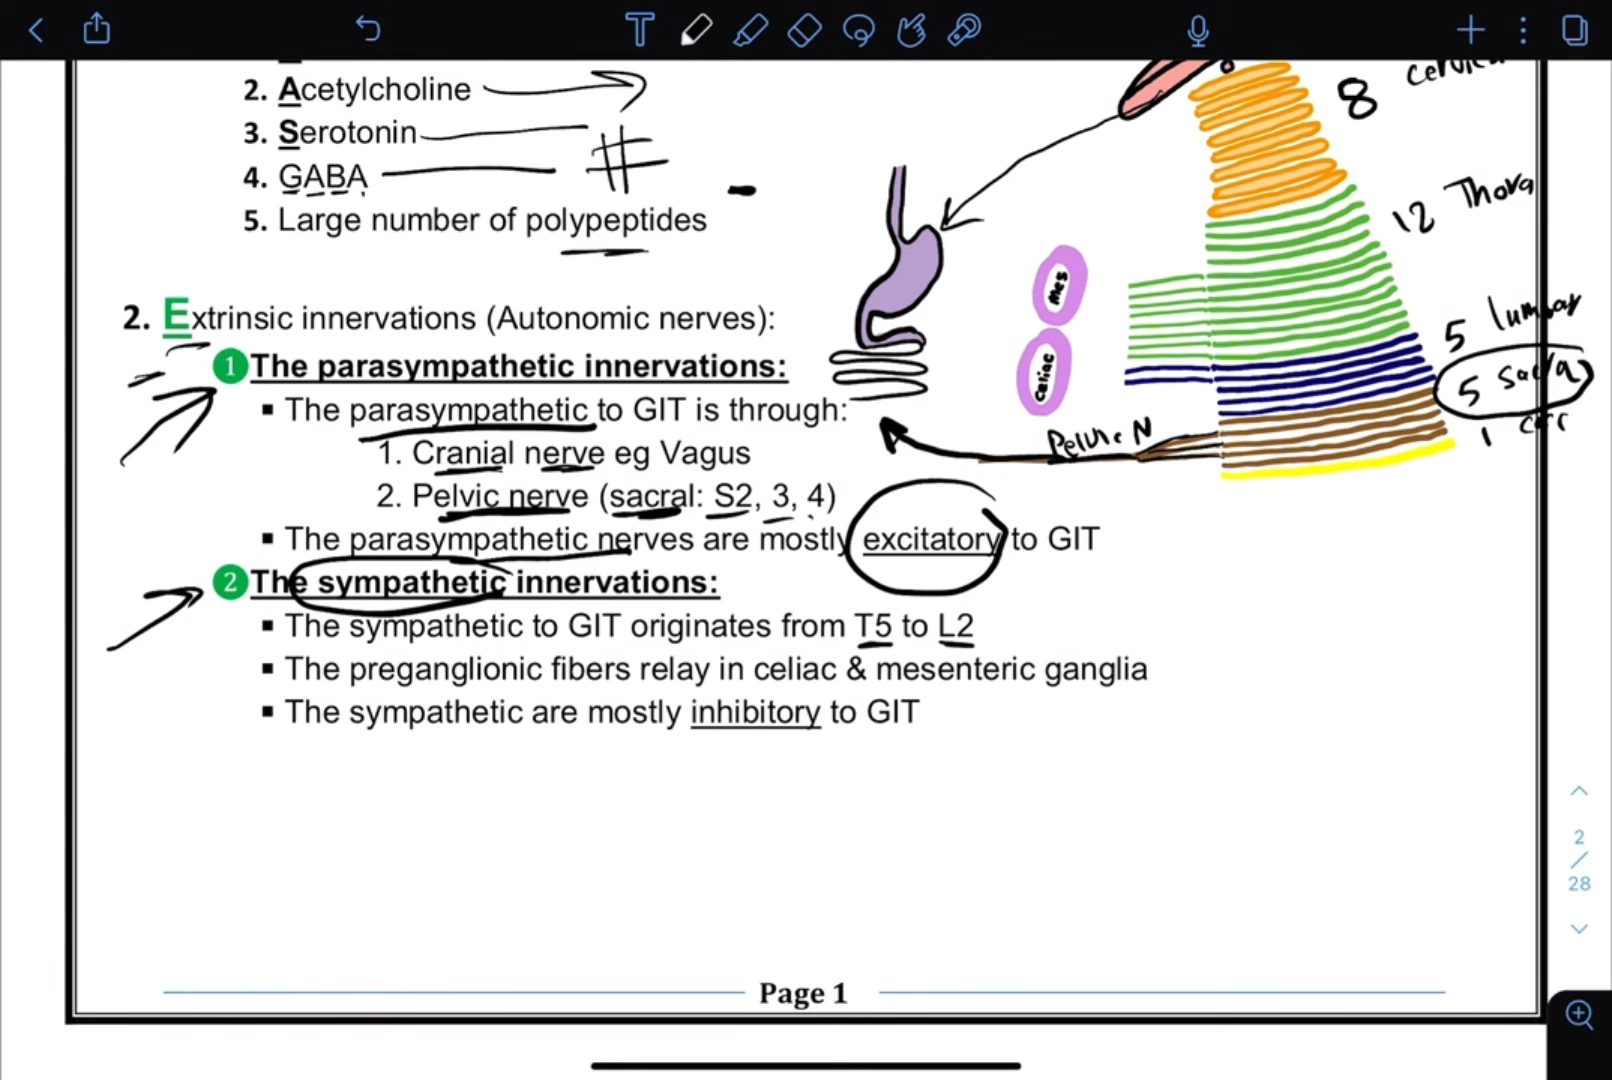 2. Acetylcholine
3. Serotonin
4. GABA
5. Large number of polypeptides
2. Extrinsic innervations (Autonomic nerves):
1 The parasympathetic innervations:
▪ The parasympathetic to GIT is through:
1. Cranial nerve eg Vagus
2. Pelvic nerve (sacral: S2, 3, 4)
▪ The parasympathetic nerves are mostly excitatory to GIT
2 The sympathetic innervations:
▪ The sympathetic to GIT originates from T5 to L2
▪ The preganglionic fibers relay in celiac & mesenteric ganglia
▪ The sympathetic are mostly inhibitory to GIT
8
12 Thora
5 lumbar
5 Sacra
1
Mes
Celiac
Pelvic N
Page 1
2
/
28